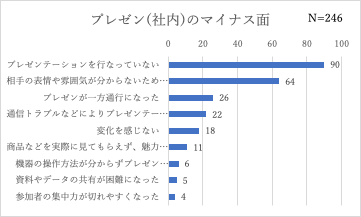 プレゼン(社内)のマイナス面
N=246
0 20 40 60 80 100
プレゼンテーションを行なっていない 90
相手の表情や雰囲気が分からないため… 64
プレゼンが一方通行になった 26
通信トラブルなどによりプレゼンテー… 22
変化を感じない 18
商品などを実際に見てもらえず、魅力… 11
機器の操作方法が分からずプレゼン… 6
資料やデータの共有が困難になった 5
参加者の集中力が切れやすくなった 4